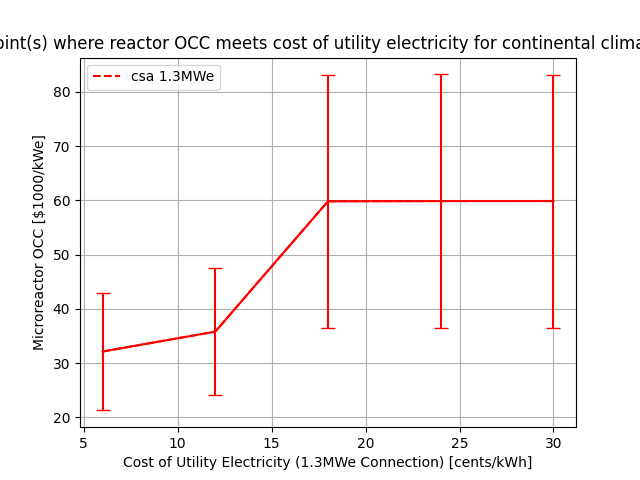 oint(s) where reactor OCC meets cost of utility electricity for continental clima
csa 1.3MWe
80
70
60
50
40
30
20
Microreactor OCC [$1000/kWe]
5 10 15 20 25 30
Cost of Utility Electricity (1.3MWe Connection) [cents/kWh]